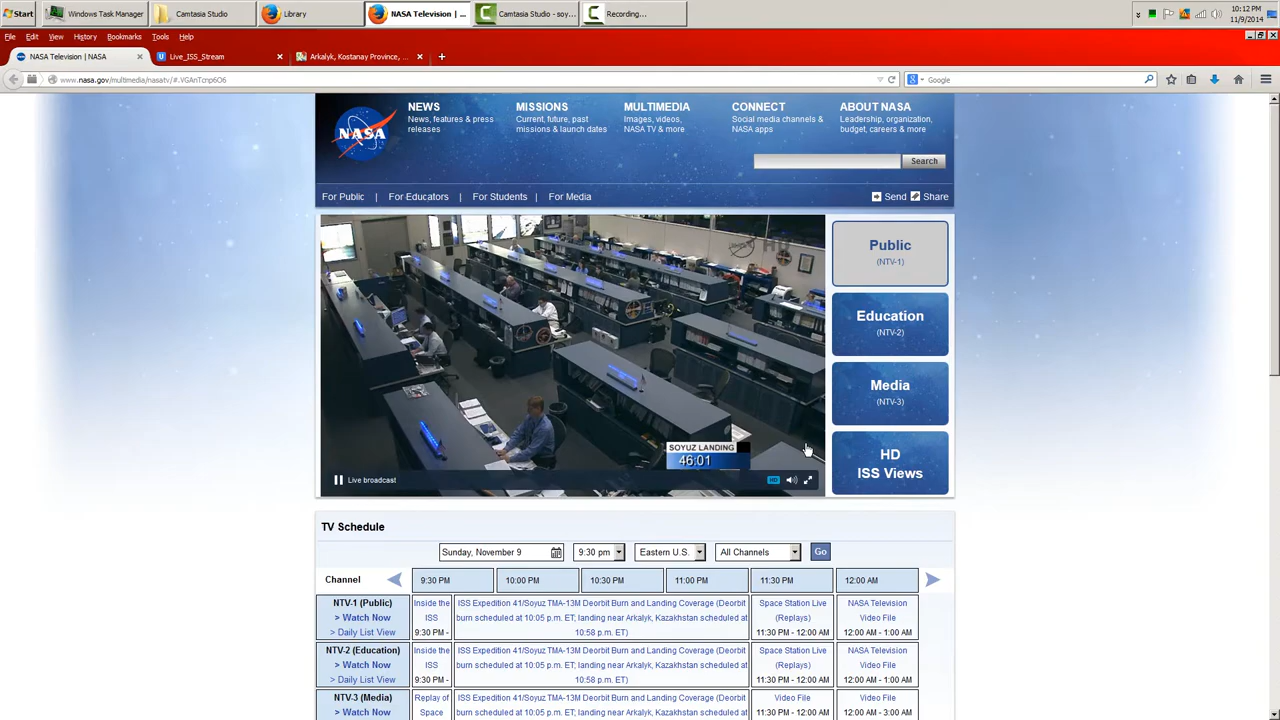 Start
Windows Task Manager
Camtasia Studio
Library
NASA Television | ...
Camtasia Studio - soy...
Recording...
10:12 PM
11/9/2014
File Edit View History Bookmarks Tools Help
NASA Television | NASA
Live_ISS_Stream
Arkalyk, Kostanay Province, ...
www.nasa.gov/multimedia/nasatv/#.VGAnTcnp6O6
Google
NASA
NEWS
News, features & press
releases
MISSIONS
Current, future, past
missions & launch dates
MULTIMEDIA
Images, videos,
NASA TV & more
CONNECT
Social media channels &
NASA apps
ABOUT NASA
Leadership, organization,
budget, careers & more
Search
For Public | For Educators | For Students | For Media
Send Share
SOYUZ LANDING
46:01
Live broadcast
HD
Public
(NTV-1)
Education
(NTV-2)
Media
(NTV-3)
HD
ISS Views
TV Schedule
Sunday, November 9
9:30 pm
Eastern U.S.
All Channels
Go
Channel
9:30 PM
10:00 PM
10:30 PM
11:00 PM
11:30 PM
12:00 AM
NTV-1 (Public)
> Watch Now
> Daily List View
Inside the
ISS
9:30 PM -
ISS Expedition 41/Soyuz TMA-13M Deorbit Burn and Landing Coverage (Deorbit
burn scheduled at 10:05 p.m. ET; landing near Arkalyk, Kazakhstan scheduled at
10:58 p.m. ET)
Space Station Live
(Replays)
11:30 PM - 12:00 AM
NASA Television
Video File
12:00 AM - 1:00 AM
NTV-2 (Education)
> Watch Now
> Daily List View
Inside the
ISS
9:30 PM -
ISS Expedition 41/Soyuz TMA-13M Deorbit Burn and Landing Coverage (Deorbit
burn scheduled at 10:05 p.m. ET; landing near Arkalyk, Kazakhstan scheduled at
10:58 p.m. ET)
Space Station Live
(Replays)
11:30 PM - 12:00 AM
NASA Television
Video File
12:00 AM - 1:00 AM
NTV-3 (Media)
> Watch Now
Replay of
Space
ISS Expedition 41/Soyuz TMA-13M Deorbit Burn and Landing Coverage (Deorbit
burn scheduled at 10:05 p.m. ET; landing near Arkalyk, Kazakhstan scheduled at
Video File
11:30 PM - 12:00 AM
Video File
12:00 AM - 3:00 AM